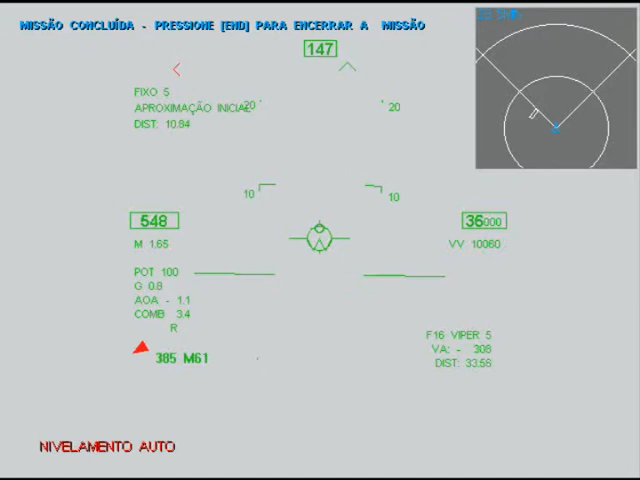 MISSÃO CONCLUÍDA - PRESSIONE [END] PARA ENCERRAR A MISSÃO
147
FIXO 5
APROXIMAÇÃO INICIAL
DIST: 10.84
20
20
10
10
548
36000
M 1.65
VV 10060
POT 100
G 0.8
AOA - 1.1
COMB 3.4
R
F16 VIPER 5
VA: - 308
DIST: 33.56
385 M61
NIVELAMENTO AUTO